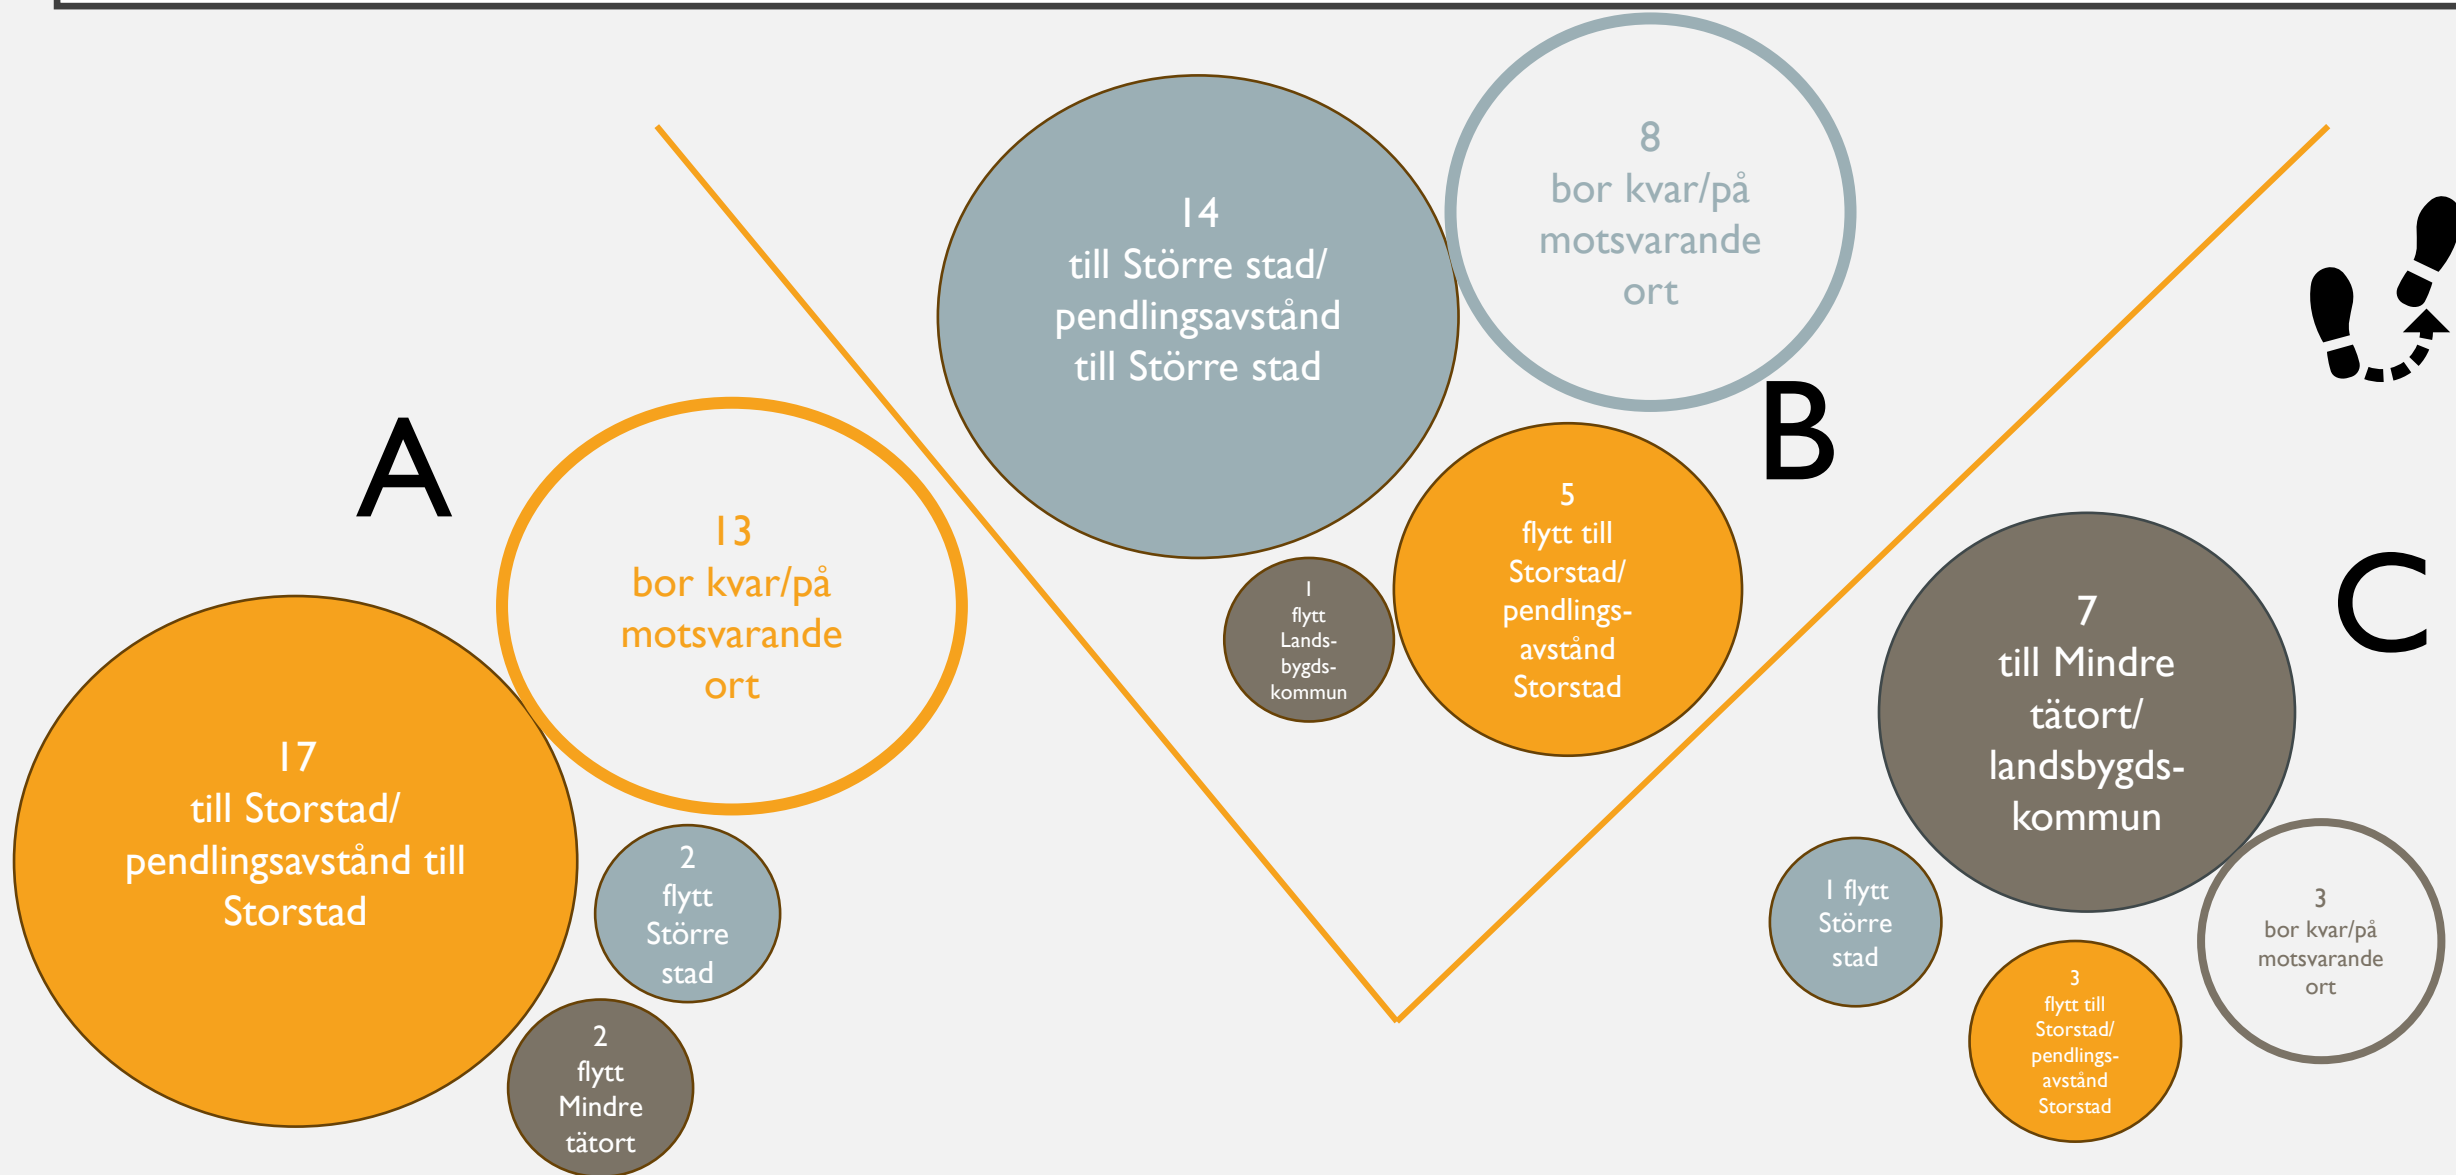 A
13
bor kvar/på
motsvarande
ort
17
till Storstad/
pendlingsavstånd till
Storstad
2
flytt
Större
stad
2
flytt
Mindre
tätort
14
till Större stad/
pendlingsavstånd
till Större stad
8
bor kvar/på
motsvarande
ort
B
5
flytt till
Storstad/
pendlings-
avstånd
Storstad
1
flytt
Lands-
bygds-
kommun
C
7
till Mindre
tätort/
landsbygds-
kommun
1 flytt
Större
stad
3
bor kvar/på
motsvarande
ort
3
flytt till
Storstad/
pendlings-
avstånd
Storstad